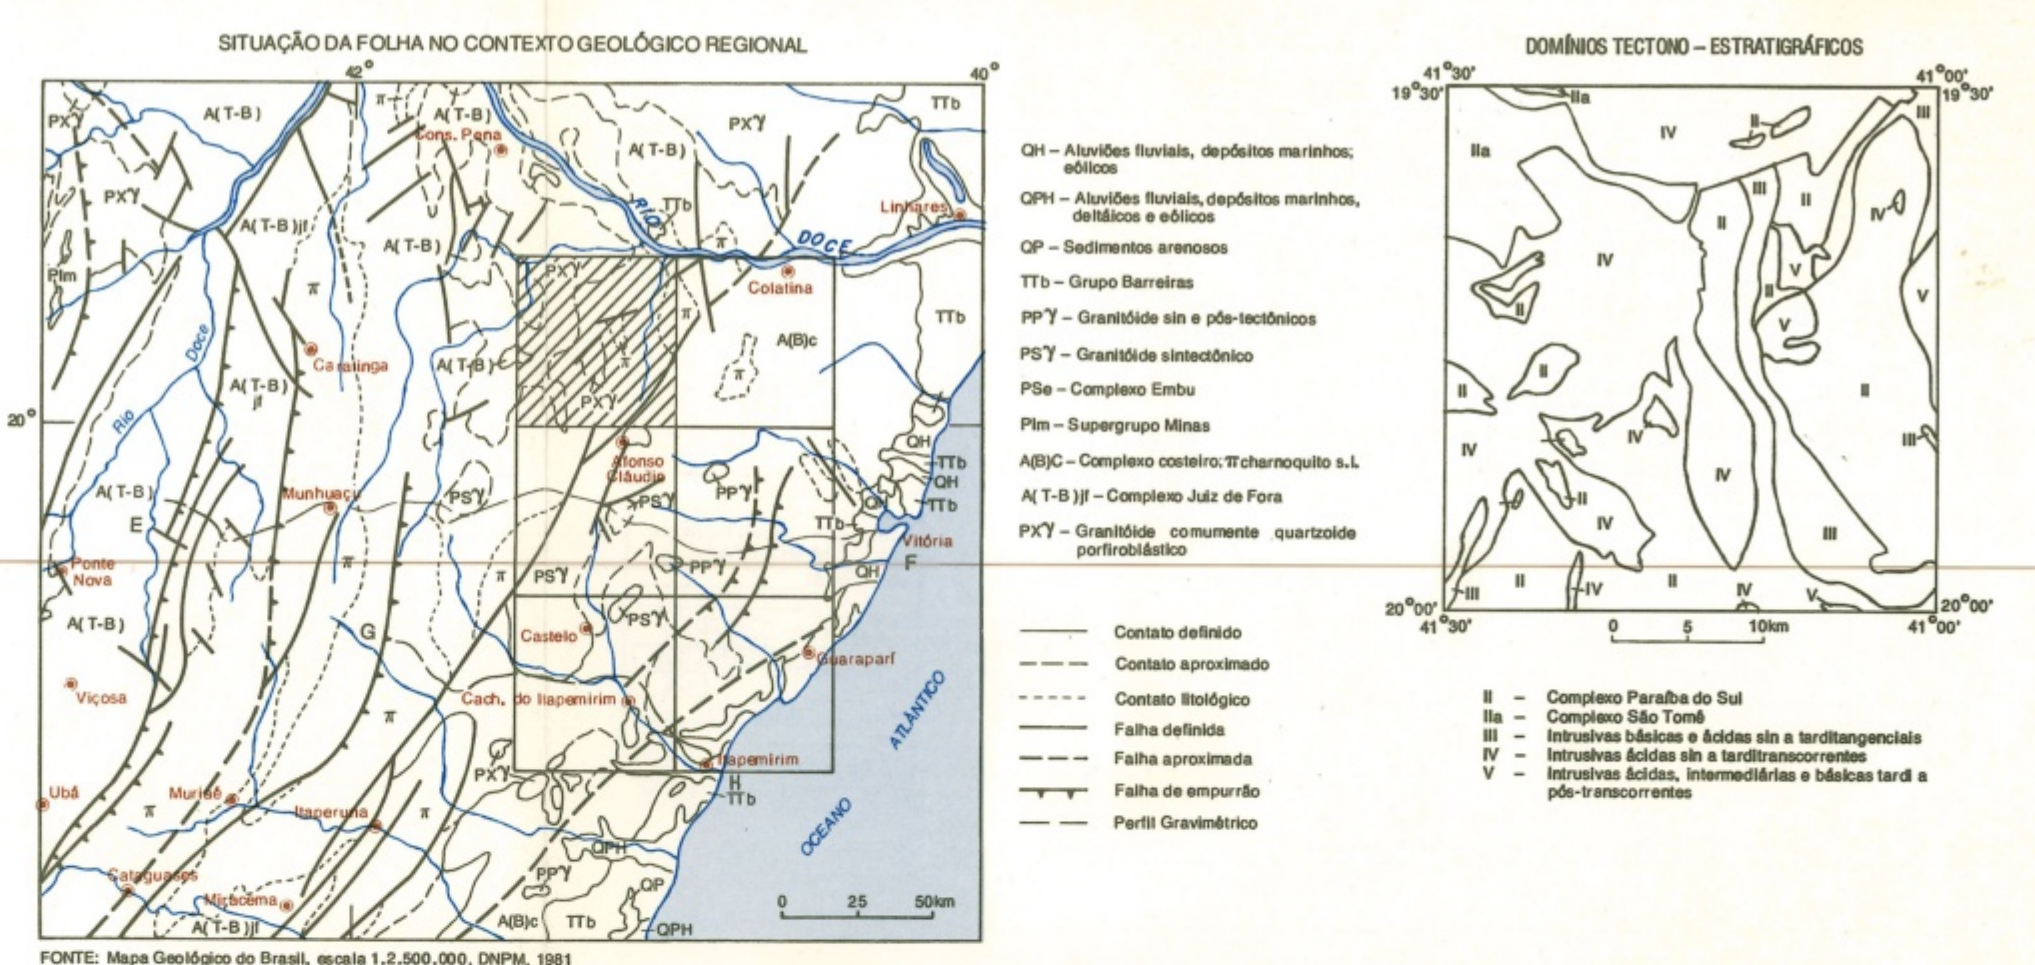 SITUAÇÃO DA FOLHA NO CONTEXTO GEOLÓGICO REGIONAL
42°
40°
PXγ
A(T-B)
π
A(T-B)
Cons. Pena
A(T-B)
PXγ
TTb
PXγ
A(T-B)jf
A(T-B)
RIO
TTb
DOCE
Linhares
PIm
π
π
PXγ
Colatina
TTb
Doce
Caratinga
A(T-B)
jf
A(T-B)
π
π
A(B)c
π
PXγ
20°
Rio
Afonso
Cláudio
QH
TTb
QH
TTb
A(T-B)
E
Munhuaçu
PSγ
PSγ
PPγ
QH
TTb
Vitória
F
Ponte
Nova
π
π
PSγ
PPγ
QH
A(T-B)
G
Castelo
PSγ
Guaraparí
Viçosa
Cach. do Itapemirim
π
ATLÂNTICO
Itapemirim
PXγ
H
TTb
Ubá
π
Muriaé
Itaperuna
π
OCEANO
QPH
Cataguases
PPγ
QP
Miracema
A(T-B)jf
A(B)c
TTb
QPH
0 25 50km
FONTE: Mapa Geológico do Brasil, escala 1.2.500.000, DNPM, 1981
QH – Aluviões fluviais, depósitos marinhos;
eólicos
QPH – Aluviões fluviais, depósitos marinhos,
deltáicos e eólicos
QP – Sedimentos arenosos
TTb – Grupo Barreiras
PPγ – Granitóide sin e pós-tectônicos
PSγ – Granitóide sintectônico
PSe – Complexo Embu
PIm – Supergrupo Minas
A(B)C – Complexo costeiro; π charnoquito s.l.
A(T-B)jf – Complexo Juiz de Fora
PXγ – Granitóide comumente quartzoide
porfiroblástico
Contato definido
Contato aproximado
Contato litológico
Falha definida
Falha aproximada
Falha de empurrão
Perfil Gravimétrico
DOMÍNIOS TECTONO – ESTRATIGRÁFICOS
41°30'
41°00'
19°30'
19°30'
IIa
IV
II
III
IIa
III
II
IV
II
IV
V
II
V
II
V
II
II
II
IV
III
IV
II
IV
IV
III
III
II
IV
II
IV
V
20°00'
20°00'
41°30'
0 5 10km
41°00'
II – Complexo Paraíba do Sul
IIa – Complexo São Tomé
III – Intrusivas básicas e ácidas sin a tarditangenciais
IV – Intrusivas ácidas sin a tarditranscorrentes
V – Intrusivas ácidas, intermediárias e básicas tardi a
pós-transcorrentes